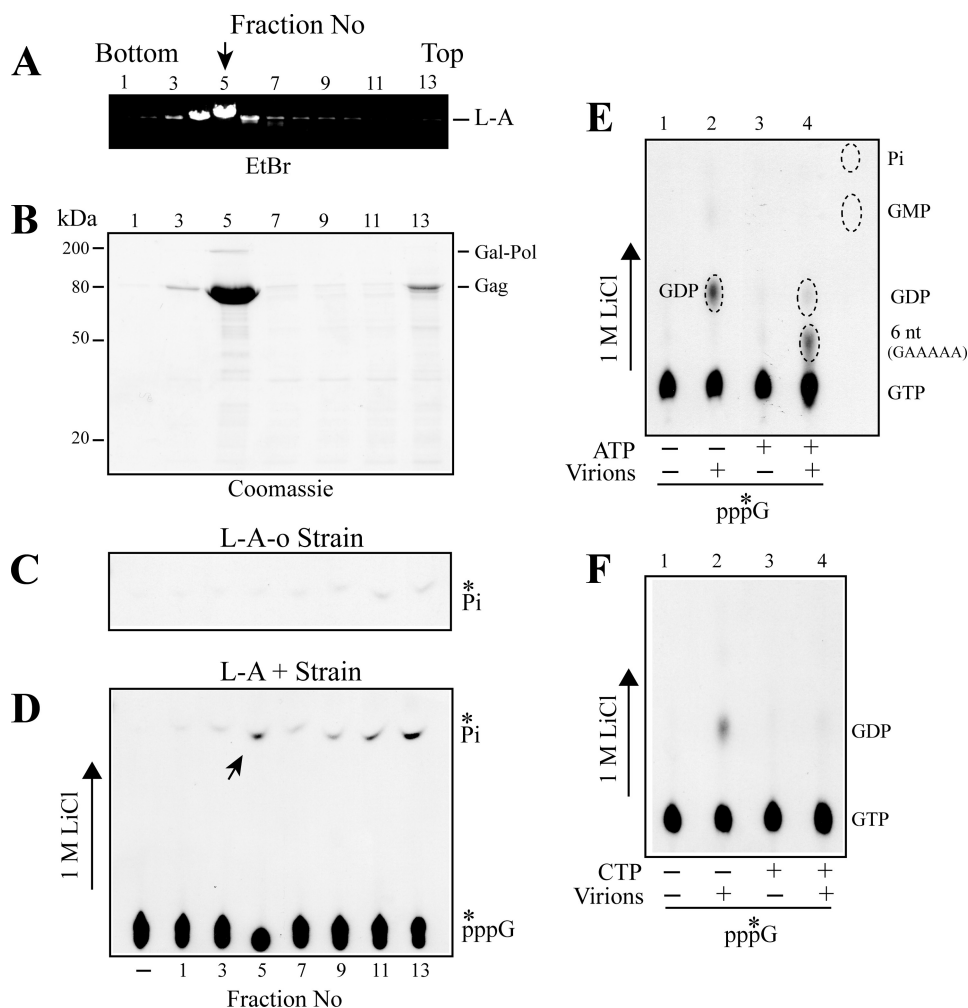 A
Fraction No
Bottom
Top
1 3 5 7 9 11 13
L-A
EtBr
B
kDa
1 3 5 7 9 11 13
200
Gal-Pol
80
Gag
50
20
Coomassie
C
L-A-o Strain
*
Pi
D
L-A + Strain
*
Pi
1 M LiCl
*
pppG
– 1 3 5 7 9 11 13
Fraction No
E
1 2 3 4
Pi
GMP
GDP
GDP
6 nt
(GAAAAA)
GTP
1 M LiCl
ATP – – + +
Virions – + – +
*
pppG
F
1 2 3 4
GDP
1 M LiCl
GTP
CTP – – + +
Virions – + – +
*
pppG